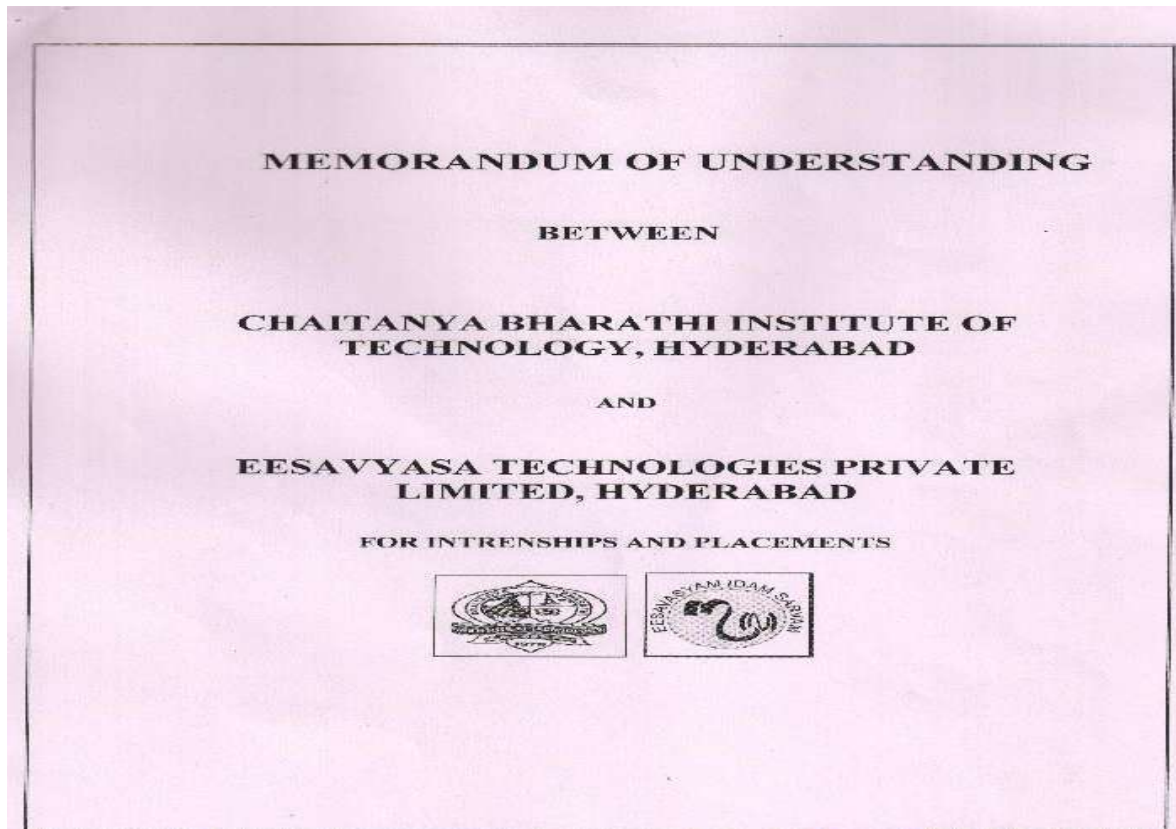 MEMORANDUM OF UNDERSTANDING
BETWEEN
CHAITANYA BHARATHI INSTITUTE OF
TECHNOLOGY, HYDERABAD
AND
EESAVYASA TECHNOLOGIES PRIVATE
LIMITED, HYDERABAD
FOR INTRENSHIPS AND PLACEMENTS
EESAVASYAM IDAM SARVAM